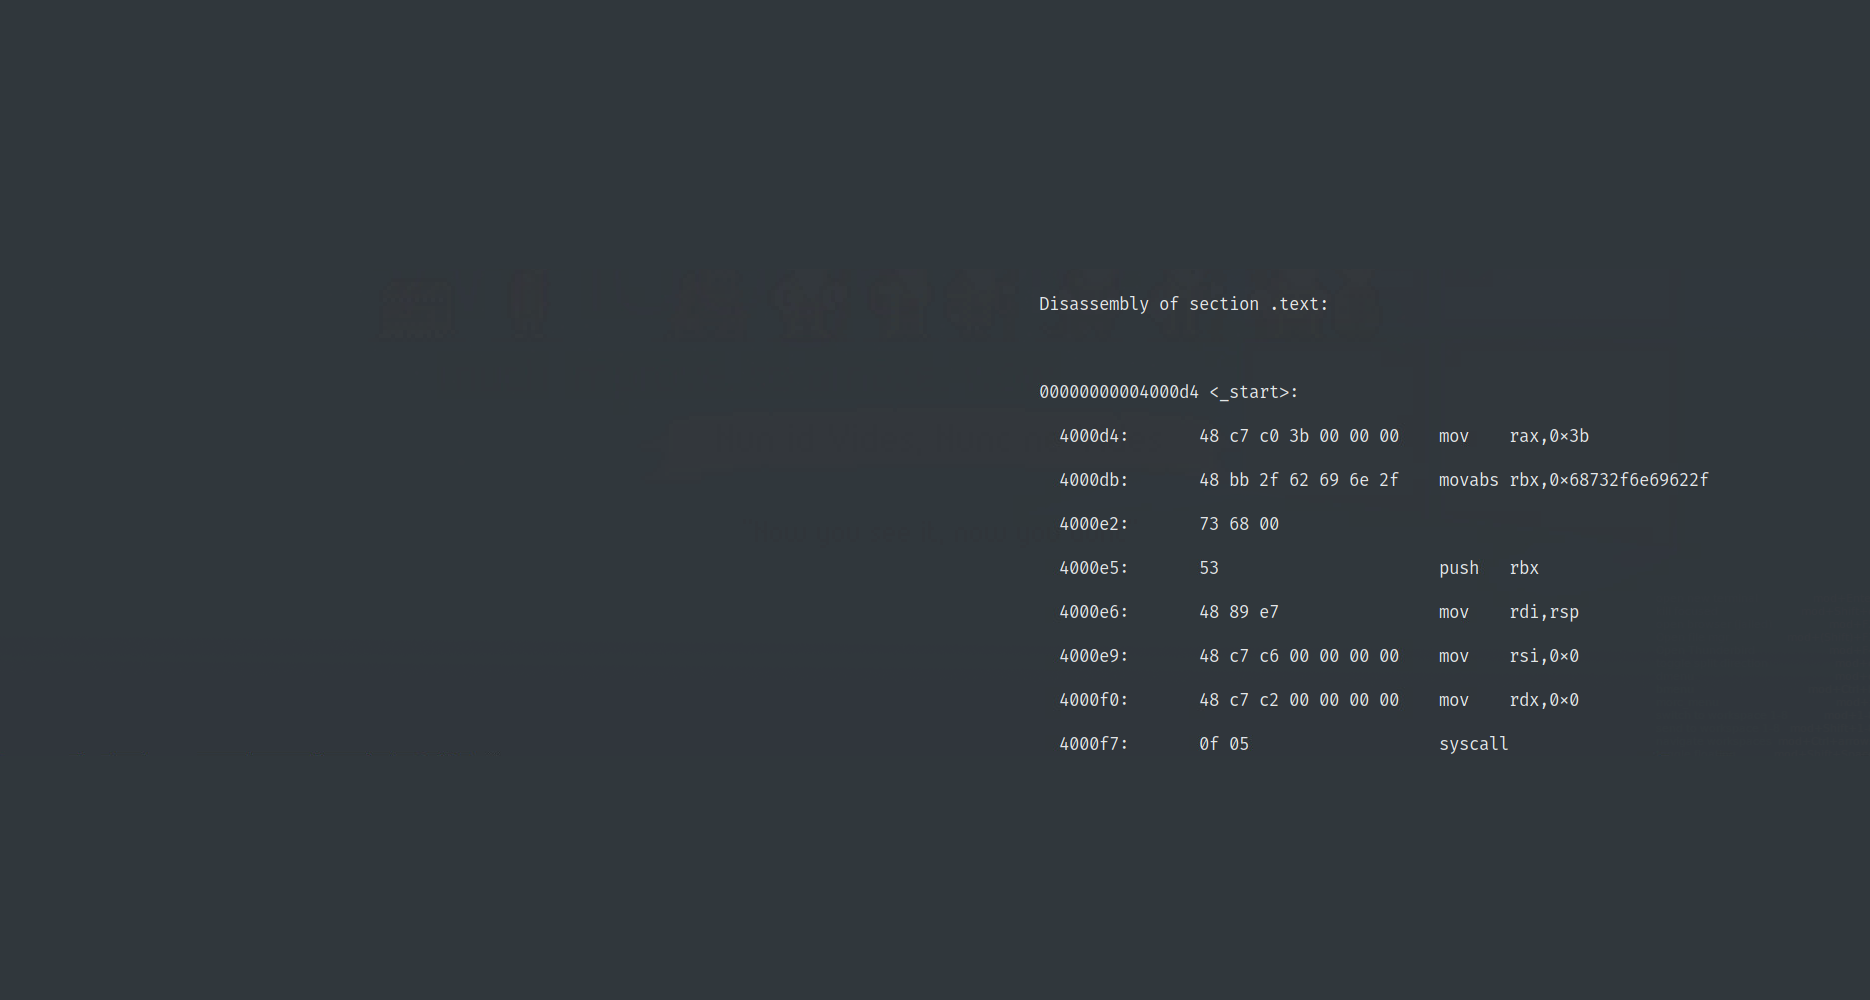 Disassembly of section .text:
00000000004000d4 <_start>:
4000d4: 48 c7 c0 3b 00 00 00 mov rax,0×3b
4000db: 48 bb 2f 62 69 6e 2f movabs rbx,0×68732f6e69622f
4000e2: 73 68 00
4000e5: 53 push rbx
4000e6: 48 89 e7 mov rdi,rsp
4000e9: 48 c7 c6 00 00 00 00 mov rsi,0×0
4000f0: 48 c7 c2 00 00 00 00 mov rdx,0×0
4000f7: 0f 05 syscall